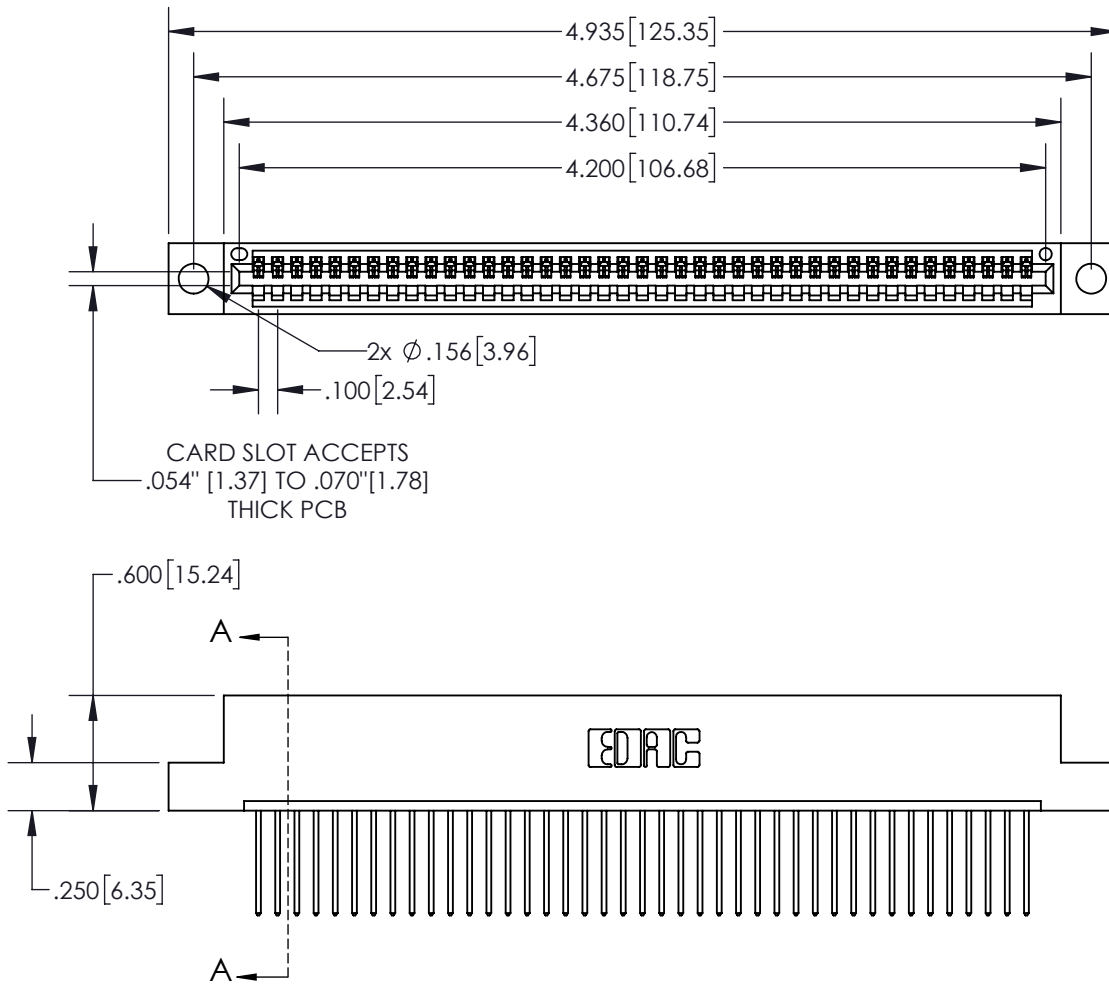 4.935[125.35]
4.675[118.75]
4.360[110.74]
4.200[106.68]
2x ∅ .156[3.96]
.100[2.54]
CARD SLOT ACCEPTS
.054" [1.37] TO .070"[1.78]
THICK PCB
.600[15.24]
A
EDAC
.250[6.35]
A